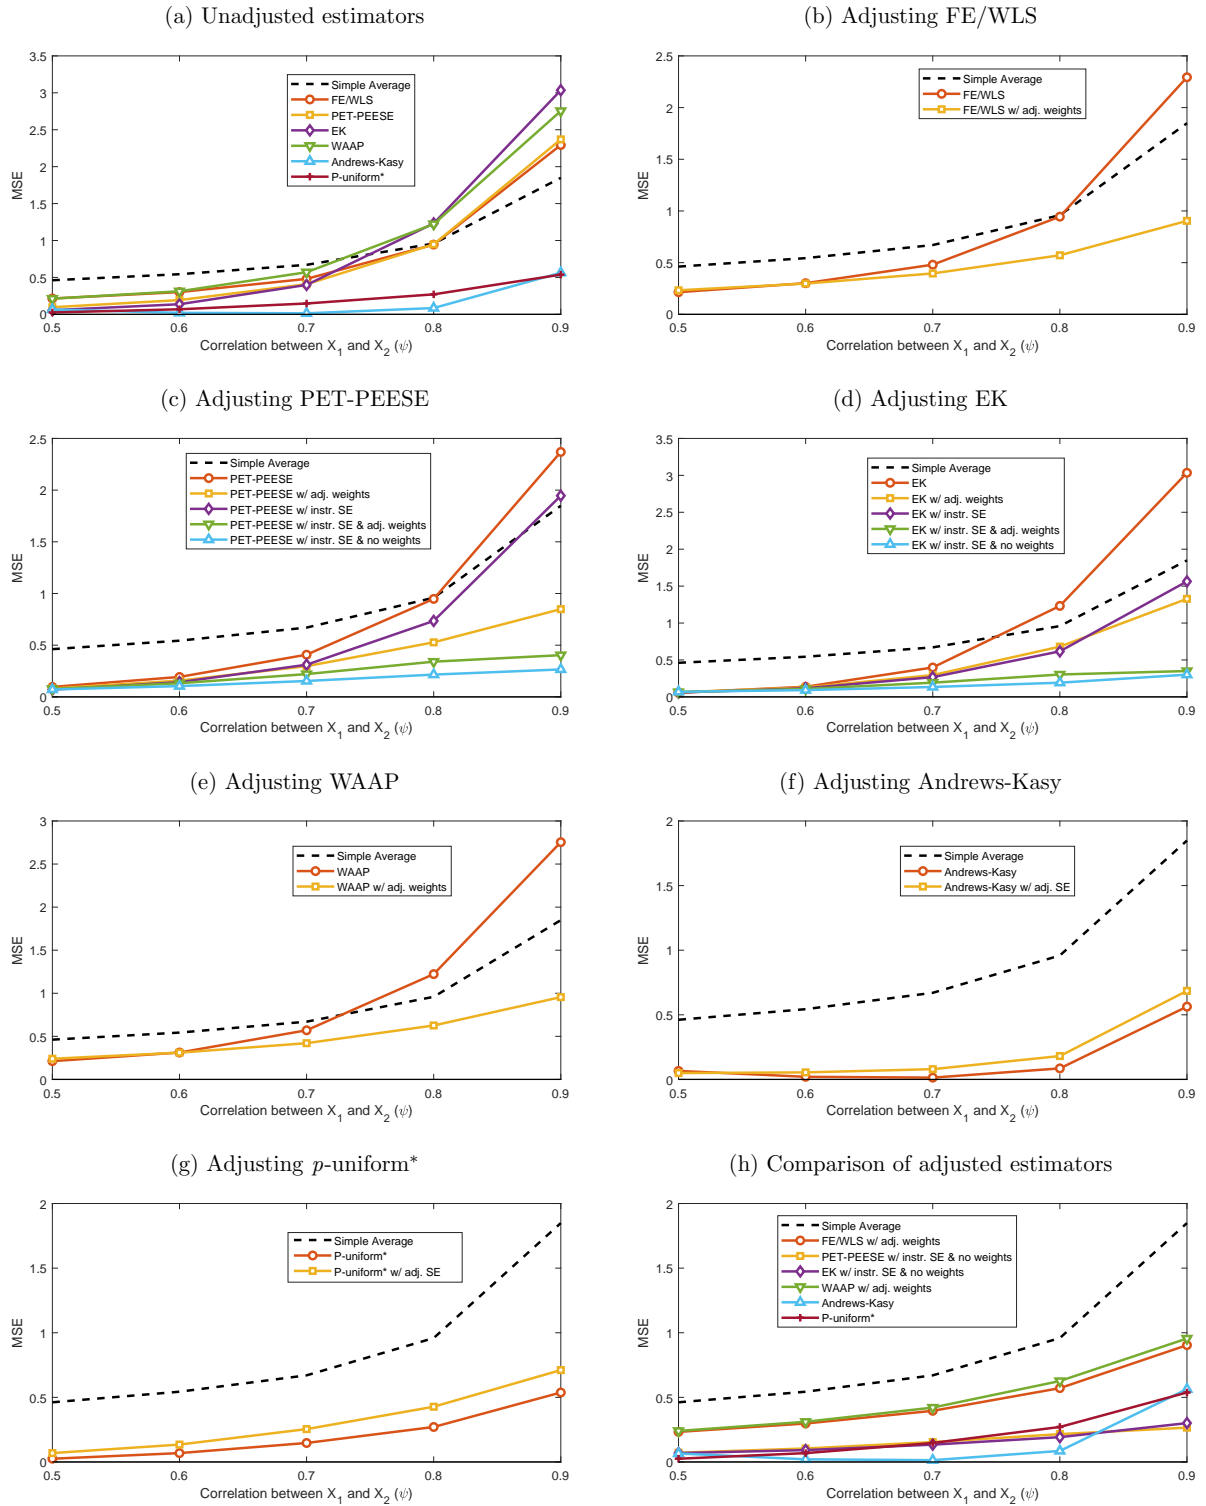 (a) Unadjusted estimators
3.5
3
2.5
2
1.5
1
0.5
0
MSE
Simple Average
FE/WLS
PET-PEESE
EK
WAAP
Andrews-Kasy
P-uniform*
0.5 0.6 0.7 0.8 0.9
Correlation between X_1 and X_2 (ψ)
(b) Adjusting FE/WLS
2.5
2
1.5
1
0.5
0
MSE
Simple Average
FE/WLS
FE/WLS w/ adj. weights
0.5 0.6 0.7 0.8 0.9
Correlation between X_1 and X_2 (ψ)
(c) Adjusting PET-PEESE
2.5
2
1.5
1
0.5
0
MSE
Simple Average
PET-PEESE
PET-PEESE w/ adj. weights
PET-PEESE w/ instr. SE
PET-PEESE w/ instr. SE & adj. weights
PET-PEESE w/ instr. SE & no weights
0.5 0.6 0.7 0.8 0.9
Correlation between X_1 and X_2 (ψ)
(d) Adjusting EK
3.5
3
2.5
2
1.5
1
0.5
0
MSE
Simple Average
EK
EK w/ adj. weights
EK w/ instr. SE
EK w/ instr. SE & adj. weights
EK w/ instr. SE & no weights
0.5 0.6 0.7 0.8 0.9
Correlation between X_1 and X_2 (ψ)
(e) Adjusting WAAP
3
2.5
2
1.5
1
0.5
0
MSE
Simple Average
WAAP
WAAP w/ adj. weights
0.5 0.6 0.7 0.8 0.9
Correlation between X_1 and X_2 (ψ)
(f) Adjusting Andrews-Kasy
2
1.5
1
0.5
0
MSE
Simple Average
Andrews-Kasy
Andrews-Kasy w/ adj. SE
0.5 0.6 0.7 0.8 0.9
Correlation between X_1 and X_2 (ψ)
(g) Adjusting p-uniform*
2
1.5
1
0.5
0
MSE
Simple Average
P-uniform*
P-uniform* w/ adj. SE
0.5 0.6 0.7 0.8 0.9
Correlation between X_1 and X_2 (ψ)
(h) Comparison of adjusted estimators
2
1.5
1
0.5
0
MSE
Simple Average
FE/WLS w/ adj. weights
PET-PEESE w/ instr. SE & no weights
EK w/ instr. SE & no weights
WAAP w/ adj. weights
Andrews-Kasy
P-uniform*
0.5 0.6 0.7 0.8 0.9
Correlation between X_1 and X_2 (ψ)